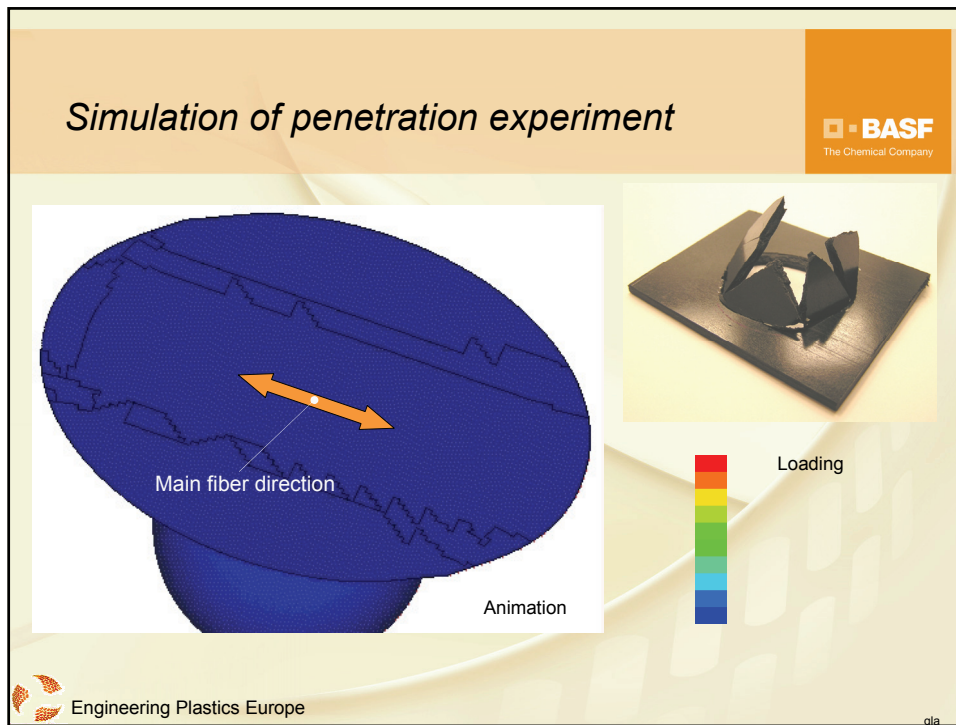 Simulation of penetration experiment
BASF
The Chemical Company
Main fiber direction
Animation
Loading
Engineering Plastics Europe
gla